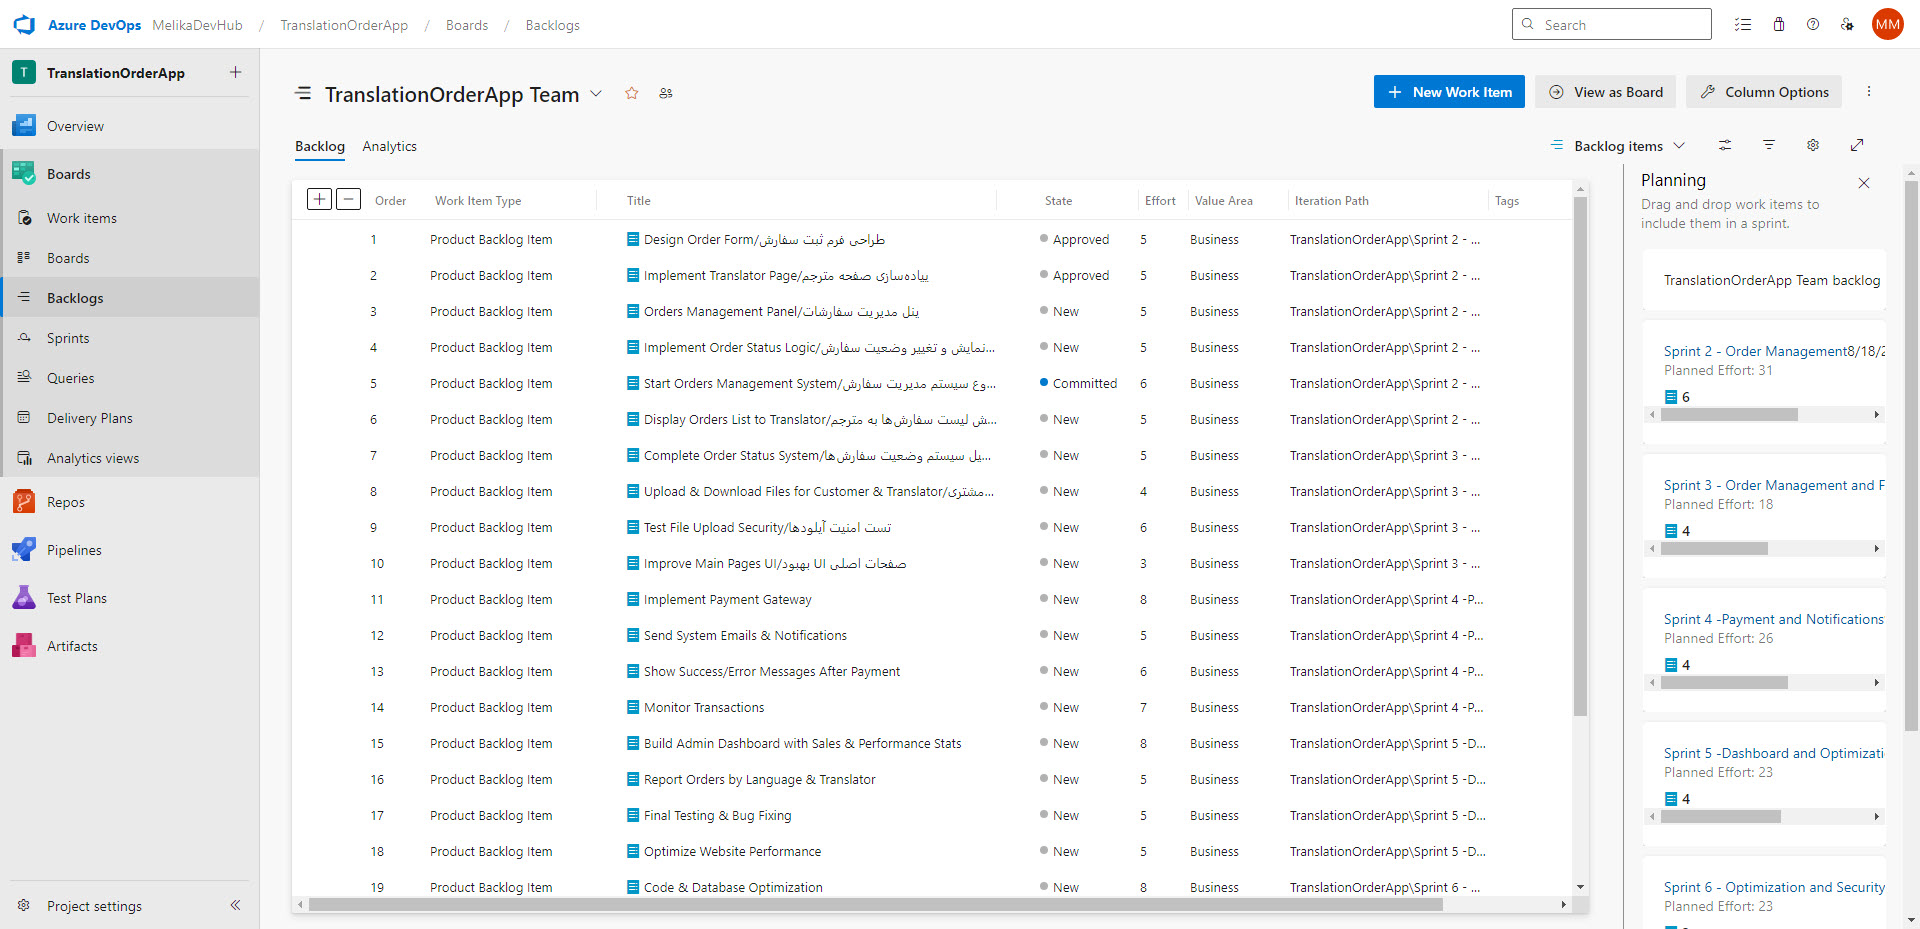 Azure DevOps MelikaDevHub / TranslationOrderApp / Boards / Backlogs
Search
MM
T TranslationOrderApp
Overview
Boards
Work items
Boards
Backlogs
Sprints
Queries
Delivery Plans
Analytics views
Repos
Pipelines
Test Plans
Artifacts
Project settings
TranslationOrderApp Team
New Work Item
View as Board
Column Options
Backlog Analytics
Backlog items
Order Work Item Type Title State Effort Value Area Iteration Path Tags
1 Product Backlog Item Design Order Form/طراحی فرم ثبت سفارش Approved 5 Business TranslationOrderApp\Sprint 2 - ...
2 Product Backlog Item Implement Translator Page/پیاده‌سازی صفحه مترجم Approved 5 Business TranslationOrderApp\Sprint 2 - ...
3 Product Backlog Item Orders Management Panel/پنل مدیریت سفارشات New 5 Business TranslationOrderApp\Sprint 2 - ...
4 Product Backlog Item Implement Order Status Logic/نمایش و تغییر وضعیت سفارش... New 5 Business TranslationOrderApp\Sprint 2 - ...
5 Product Backlog Item Start Orders Management System/وع سیستم مدیریت سفارش... Committed 6 Business TranslationOrderApp\Sprint 2 - ...
6 Product Backlog Item Display Orders List to Translator/ش لیست سفارش‌ها به مترجم... New 5 Business TranslationOrderApp\Sprint 2 - ...
7 Product Backlog Item Complete Order Status System/یل سیستم وضعیت سفارش‌ها... New 5 Business TranslationOrderApp\Sprint 3 - ...
8 Product Backlog Item Upload & Download Files for Customer & Translator/مشتری... New 4 Business TranslationOrderApp\Sprint 3 - ...
9 Product Backlog Item Test File Upload Security/تست امنیت آپلودها New 6 Business TranslationOrderApp\Sprint 3 - ...
10 Product Backlog Item Improve Main Pages UI/بهبود UI صفحات اصلی New 3 Business TranslationOrderApp\Sprint 3 - ...
11 Product Backlog Item Implement Payment Gateway New 8 Business TranslationOrderApp\Sprint 4 -P...
12 Product Backlog Item Send System Emails & Notifications New 5 Business TranslationOrderApp\Sprint 4 -P...
13 Product Backlog Item Show Success/Error Messages After Payment New 6 Business TranslationOrderApp\Sprint 4 -P...
14 Product Backlog Item Monitor Transactions New 7 Business TranslationOrderApp\Sprint 4 -P...
15 Product Backlog Item Build Admin Dashboard with Sales & Performance Stats New 8 Business TranslationOrderApp\Sprint 5 -D...
16 Product Backlog Item Report Orders by Language & Translator New 5 Business TranslationOrderApp\Sprint 5 -D...
17 Product Backlog Item Final Testing & Bug Fixing New 5 Business TranslationOrderApp\Sprint 5 -D...
18 Product Backlog Item Optimize Website Performance New 5 Business TranslationOrderApp\Sprint 5 -D...
19 Product Backlog Item Code & Database Optimization New 8 Business TranslationOrderApp\Sprint 6 - ...
Planning
Drag and drop work items to
include them in a sprint.
TranslationOrderApp Team backlog
Sprint 2 - Order Management8/18/2
Planned Effort: 31
6
Sprint 3 - Order Management and F
Planned Effort: 18
4
Sprint 4 -Payment and Notifications
Planned Effort: 26
4
Sprint 5 -Dashboard and Optimizati
Planned Effort: 23
4
Sprint 6 - Optimization and Security
Planned Effort: 23